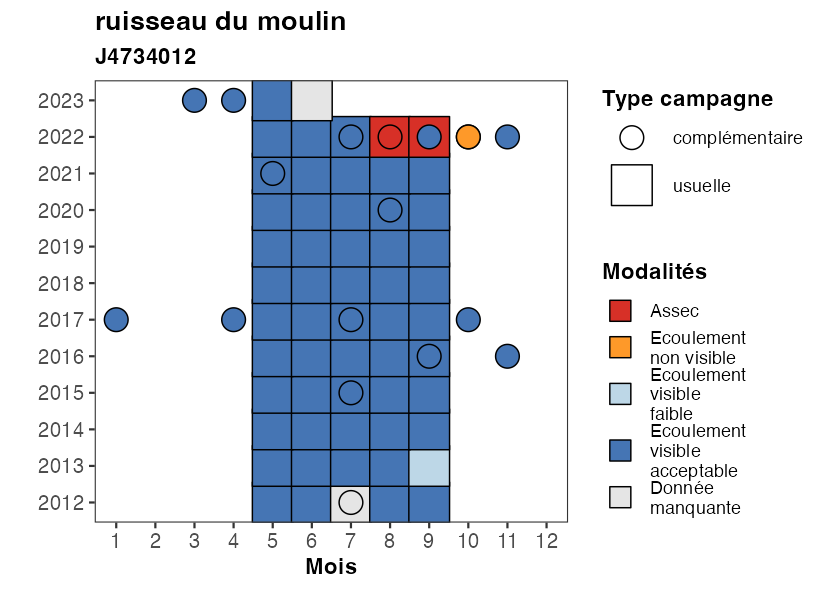 ruisseau du moulin
J4734012
2023
2022
2021
2020
2019
2018
2017
2016
2015
2014
2013
2012
1 2 3 4 5 6 7 8 9 10 11 12
Mois
Type campagne
complémentaire
usuelle
Modalités
Assec
Ecoulement
non visible
Ecoulement
visible
faible
Ecoulement
visible
acceptable
Donnée
manquante